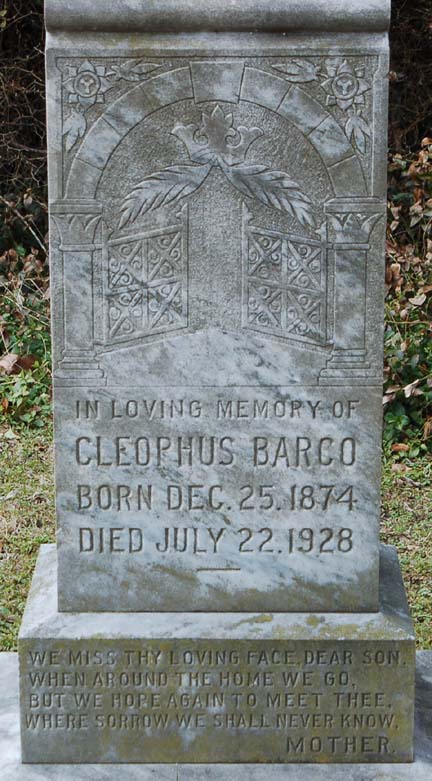 IN LOVING MEMORY OF
CLEOPHUS BARCO
BORN DEC. 25. 1874
DIED JULY 22. 1928
WE MISS THY LOVING FACE, DEAR SON,
WHEN AROUND THE HOME WE GO,
BUT WE HOPE AGAIN TO MEET THEE,
WHERE SORROW WE SHALL NEVER KNOW.
MOTHER.